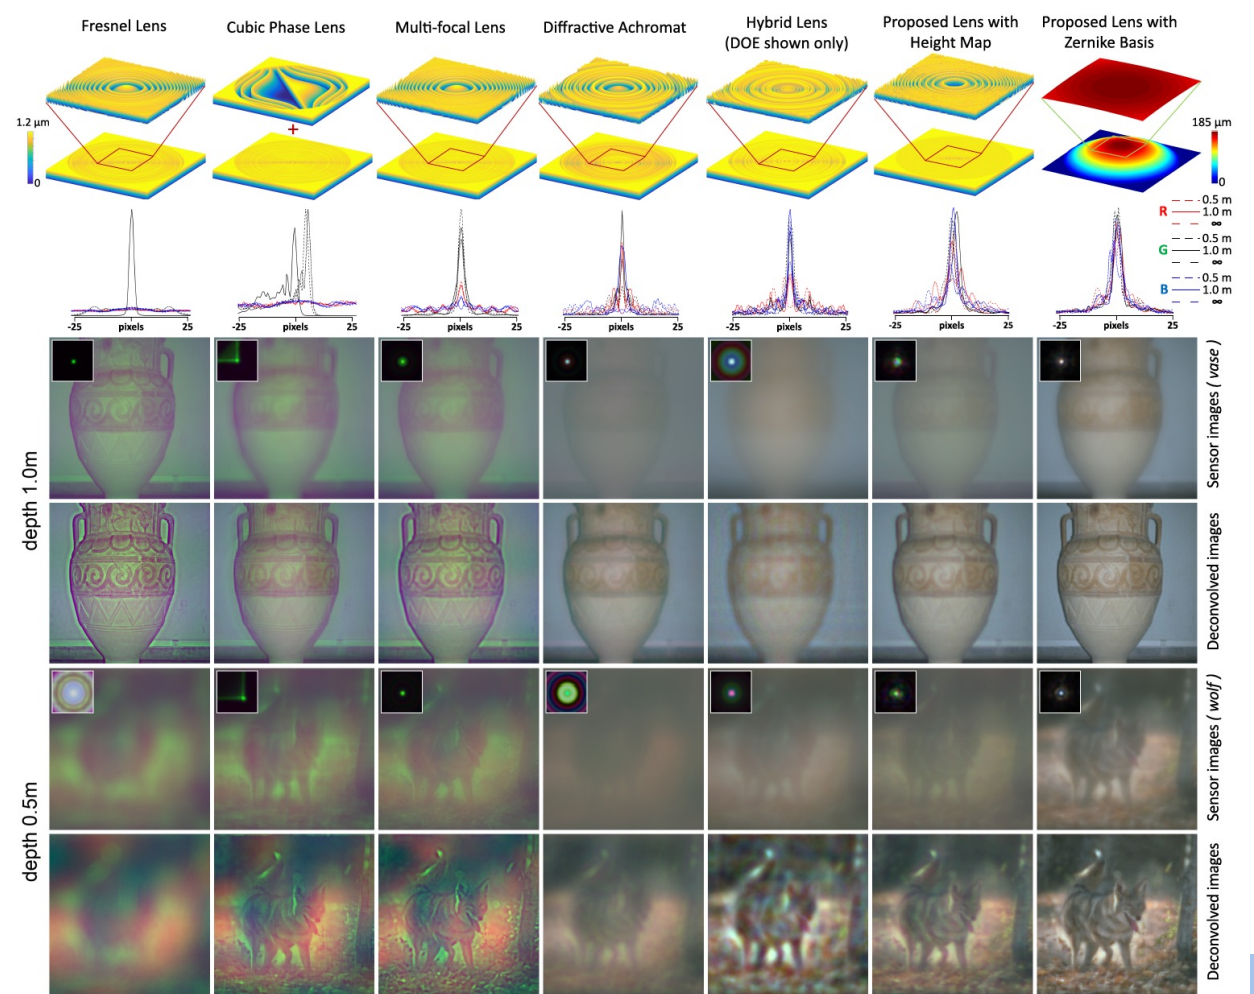 Fresnel Lens
Cubic Phase Lens
Multi-focal Lens
Diffractive Achromat
Hybrid Lens
(DOE shown only)
Proposed Lens with
Height Map
Proposed Lens with
Zernike Basis
1.2 µm
0
+
185 µm
0
R
0.5 m
1.0 m
∞
G
0.5 m
1.0 m
∞
B
0.5 m
1.0 m
∞
-25 pixels 25
-25 pixels 25
-25 pixels 25
-25 pixels 25
-25 pixels 25
-25 pixels 25
-25 pixels 25
depth 1.0m
Sensor images (vase)
Deconvolved images
depth 0.5m
Sensor images (wolf)
Deconvolved images